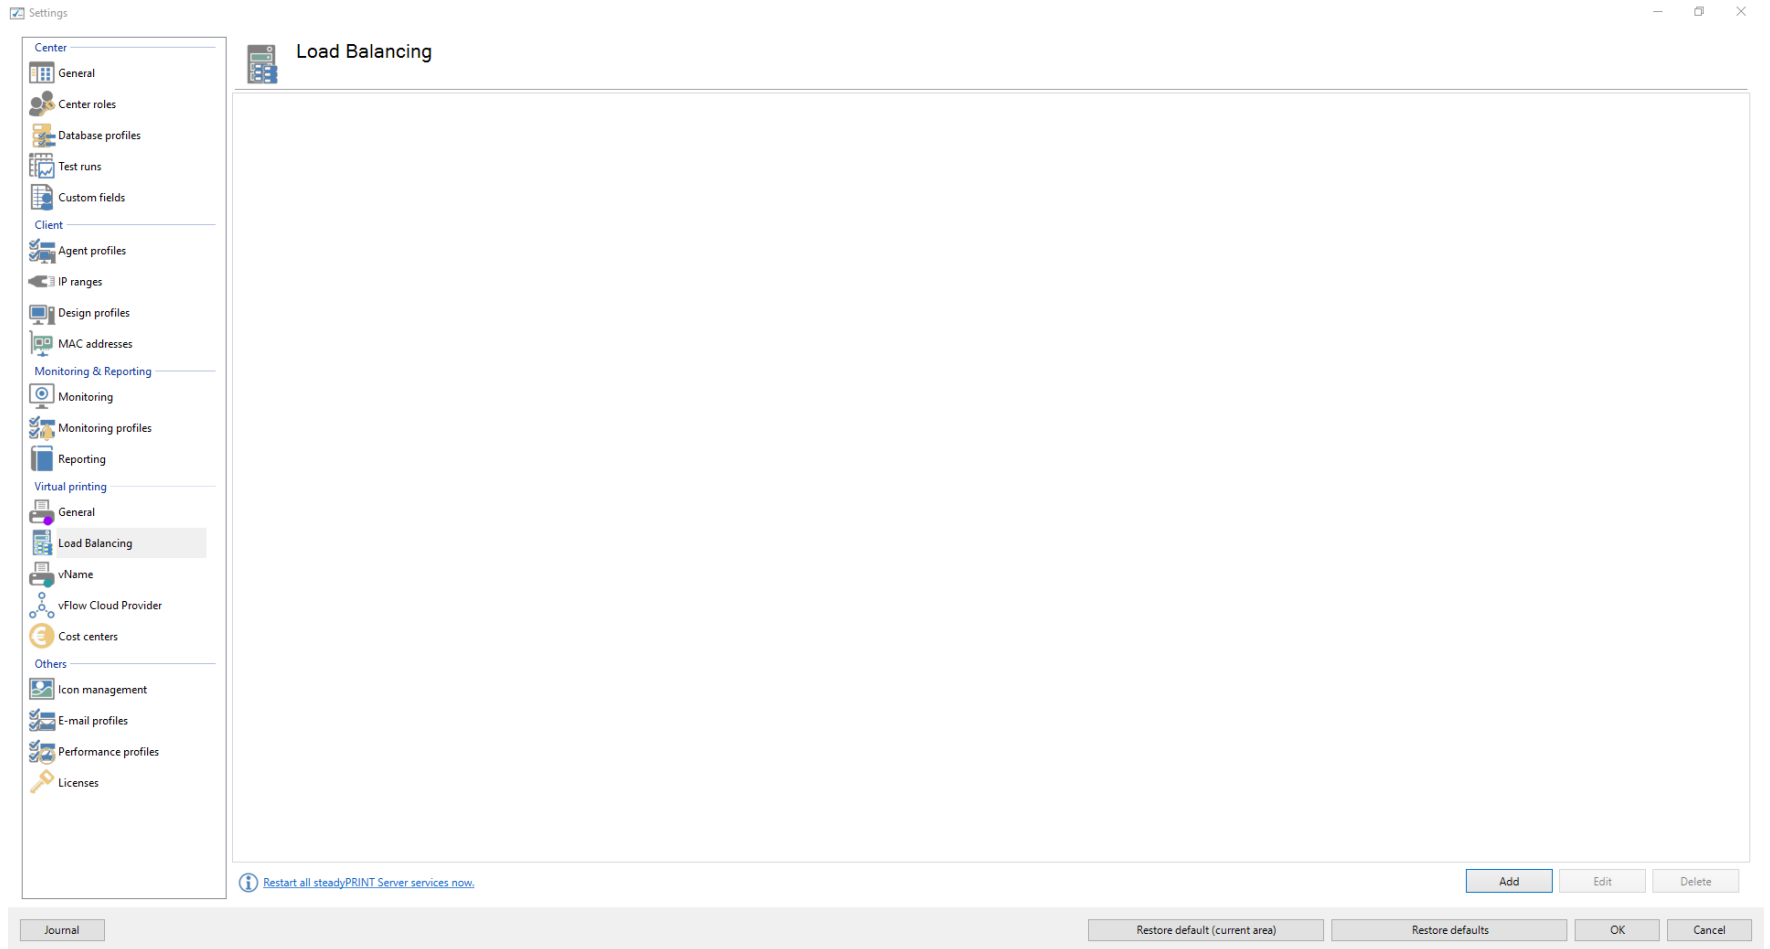 Settings
Center
General
Center roles
Database profiles
Test runs
Custom fields
Client
Agent profiles
IP ranges
Design profiles
MAC addresses
Monitoring & Reporting
Monitoring
Monitoring profiles
Reporting
Virtual printing
General
Load Balancing
vName
vFlow Cloud Provider
Cost centers
Others
Icon management
E-mail profiles
Performance profiles
Licenses
Load Balancing
Restart all steadyPRINT Server services now.
Add
Edit
Delete
Journal
Restore default (current area)
Restore defaults
OK
Cancel